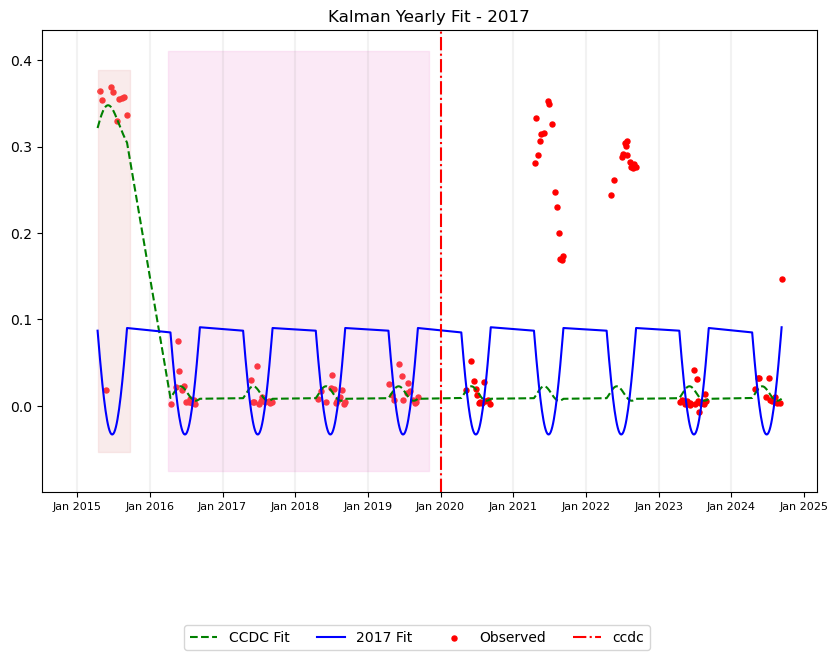 Kalman Yearly Fit - 2017
0.4
0.3
0.2
0.1
0.0
Jan 2015 Jan 2016 Jan 2017 Jan 2018 Jan 2019 Jan 2020 Jan 2021 Jan 2022 Jan 2023 Jan 2024 Jan 2025
CCDC Fit 2017 Fit Observed ccdc